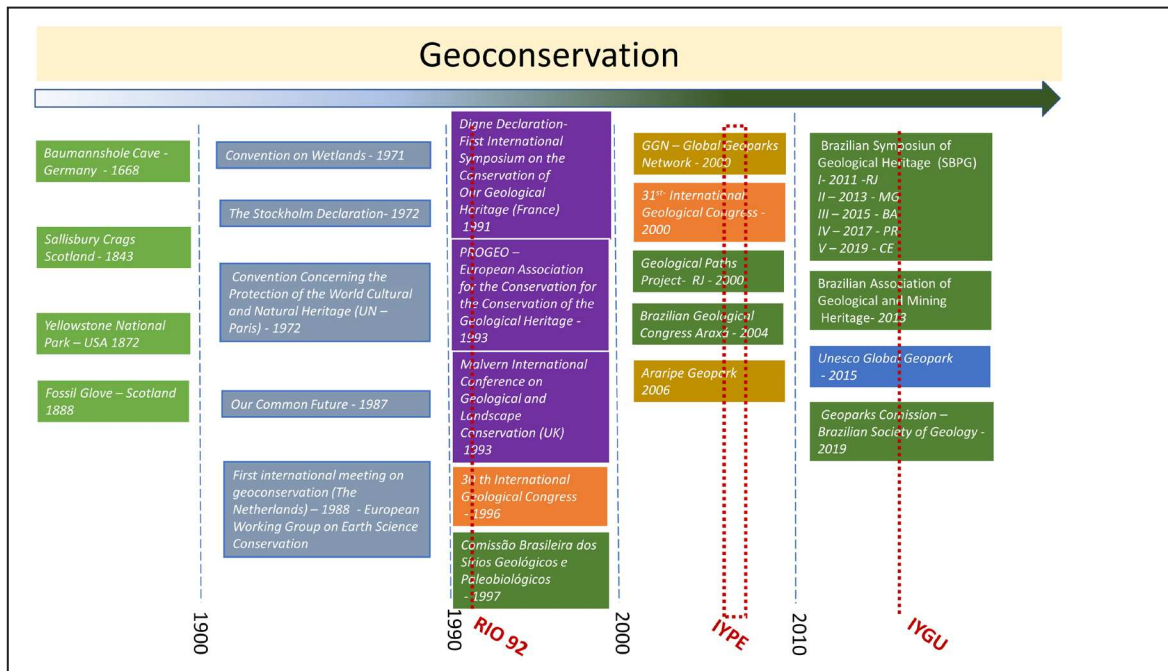 Geoconservation
Baumannshole Cave -
Germany - 1668
Sallisbury Crags
Scotland - 1843
Yellowstone National
Park – USA 1872
Fossil Glove – Scotland
1888
Convention on Wetlands - 1971
The Stockholm Declaration- 1972
Convention Concerning the
Protection of the World Cultural
and Natural Heritage (UN –
Paris) - 1972
Our Common Future - 1987
First international meeting on
geoconservation (The
Netherlands) – 1988 - European
Working Group on Earth Science
Conservation
Digne Declaration-
First International
Symposium on the
Conservation of
Our Geological
Heritage (France)
1991
PROGEO –
European Association
for the Conservation for
the Conservation of the
Geological Heritage -
1993
Malvern International
Conference on
Geological and
Landscape
Conservation (UK)
1993
30 th International
Geological Congress
- 1996
Comissão Brasileira dos
Sírios Geológicos e
Paleobiológicos
- 1997
GGN – Global Geoparks
Network - 2000
31st- International
Geological Congress -
2000
Geological Paths
Project- RJ - 2000
Brazilian Geological
Congress Araxá - 2004
Araripe Geopark
2006
Brazilian Symposiun of
Geological Heritage (SBPG)
I- 2011 -RJ
II – 2013 - MG
III – 2015 - BA
IV – 2017 - PR
V – 2019 - CE
Brazilian Association of
Geological and Mining
Heritage- 2013
Unesco Global Geopark
- 2015
Geoparks Comission –
Brazilian Society of Geology -
2019
1900
1990
RIO 92
2000
IYPE
2010
IYGU